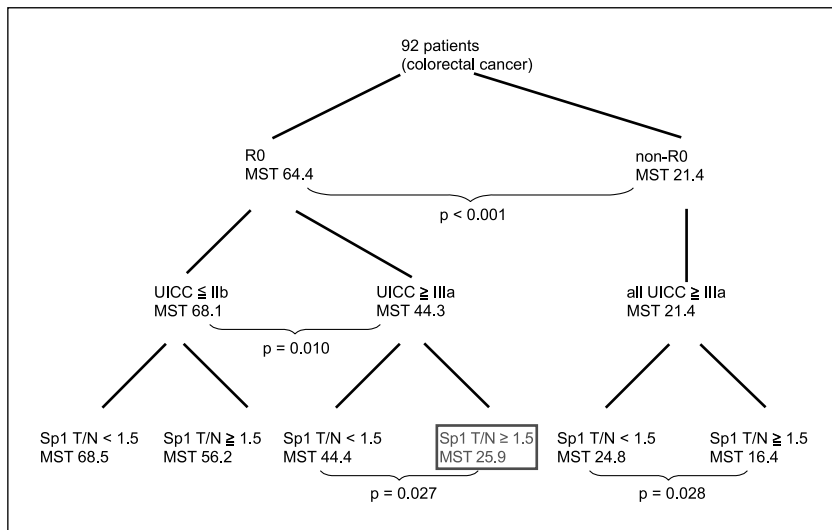 92 patients
(colorectal cancer)
R0
MST 64.4
non-R0
MST 21.4
p < 0.001
UICC ≦ IIb
MST 68.1
UICC ≧ IIIa
MST 44.3
all UICC ≧ IIIa
MST 21.4
p = 0.010
Sp1 T/N < 1.5
MST 68.5
Sp1 T/N ≧ 1.5
MST 56.2
Sp1 T/N < 1.5
MST 44.4
Sp1 T/N ≥ 1.5
MST 25.9
Sp1 T/N < 1.5
MST 24.8
Sp1 T/N ≧ 1.5
MST 16.4
p = 0.027
p = 0.028